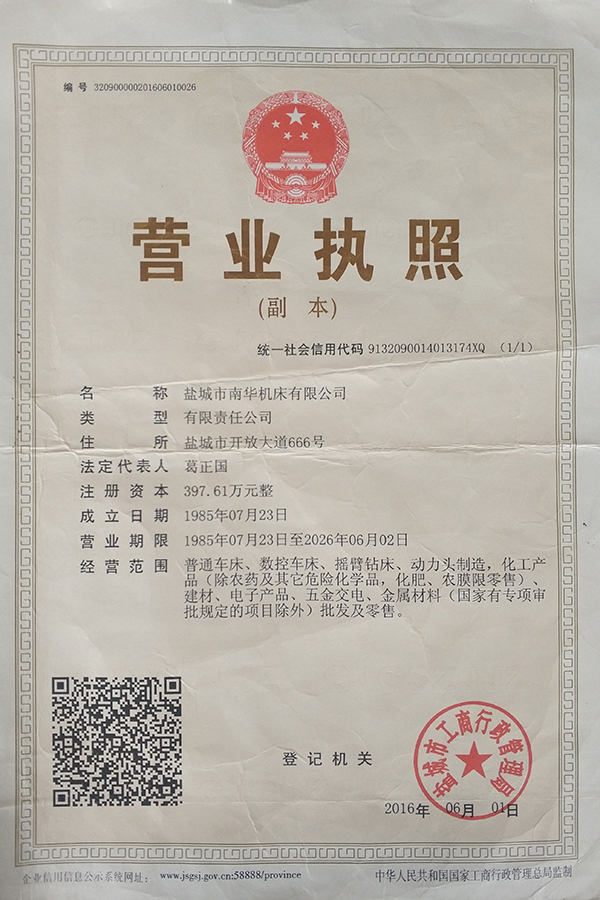 编 号 320900000201606010026
营业执照
(副 本)
统一社会信用代码 9132090014013174XQ (1/1)
名 称 盐城市南华机床有限公司
类 型 有限责任公司
住 所 盐城市开放大道666号
法定代表人 葛正国
注 册 资 本 397.61万元整
成 立 日 期 1985年07月23日
营 业 期 限 1985年07月23日至2026年06月02日
经 营 范 围 普通车床、数控车床、摇臂钻床、动力头制造，化工产
品（除农药及其它危险化学品，化肥、农膜限零售）、
建材、电子产品、五金交电、金属材料（国家有专项审
批规定的项目除外）批发及零售。
登 记 机 关
盐城市工商行政管理局
2016年 06月 01日
企业信用信息公示系统网址： www.jsgsj.gov.cn:58888/province
中华人民共和国国家工商行政管理总局监制